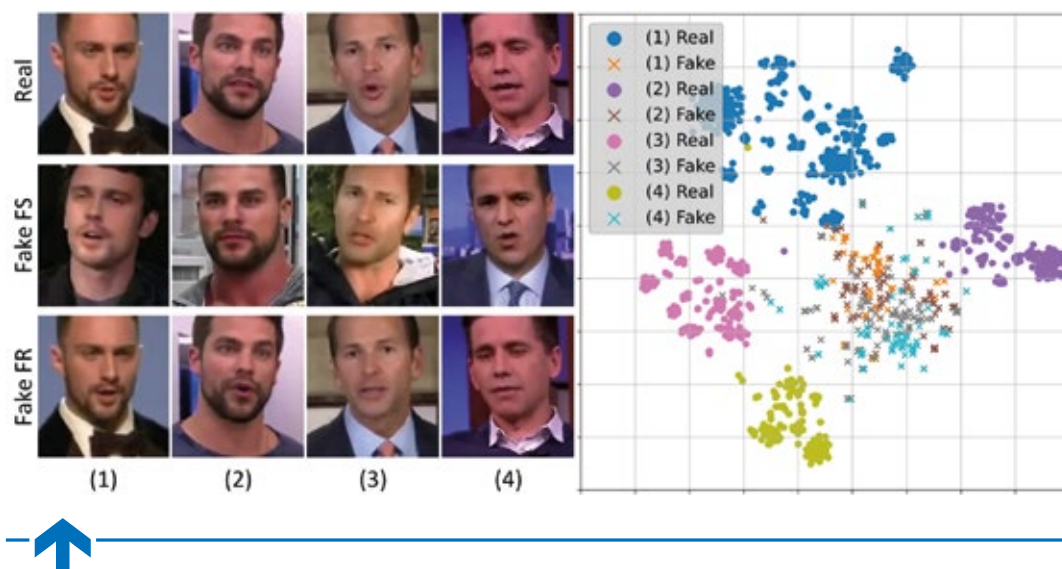 Real
Fake FS
Fake FR
(1) (2) (3) (4)
(1) Real
(1) Fake
(2) Real
(2) Fake
(3) Real
(3) Fake
(4) Real
(4) Fake